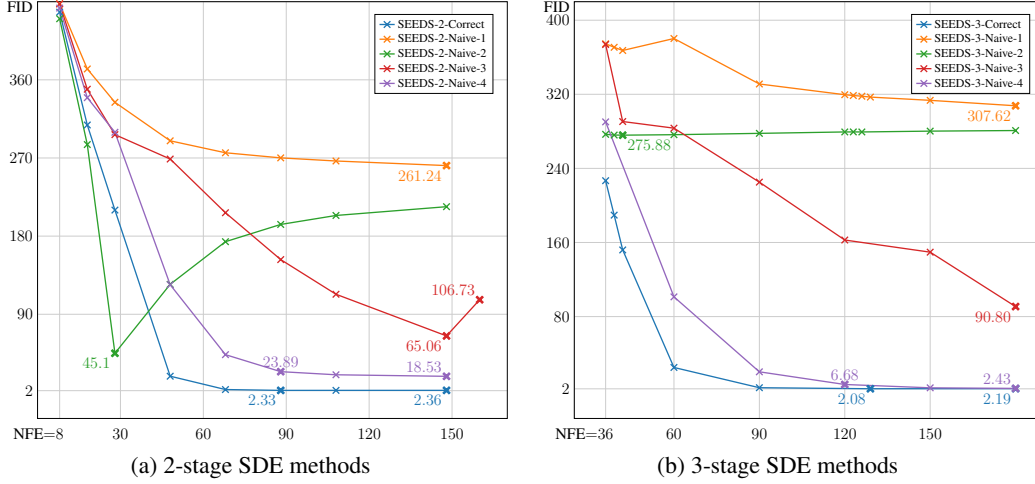 FID
360
270
180
90
2
NFE=8
30
60
90
120
150
SEEDS-2-Correct
SEEDS-2-Naive-1
SEEDS-2-Naive-2
SEEDS-2-Naive-3
SEEDS-2-Naive-4
261.24
106.73
65.06
45.1
23.89
18.53
2.33
2.36
(a) 2-stage SDE methods
FID
400
320
240
160
80
2
NFE=36
60
90
120
150
SEEDS-3-Correct
SEEDS-3-Naive-1
SEEDS-3-Naive-2
SEEDS-3-Naive-3
SEEDS-3-Naive-4
307.62
275.88
90.80
6.68
2.43
2.08
2.19
(b) 3-stage SDE methods